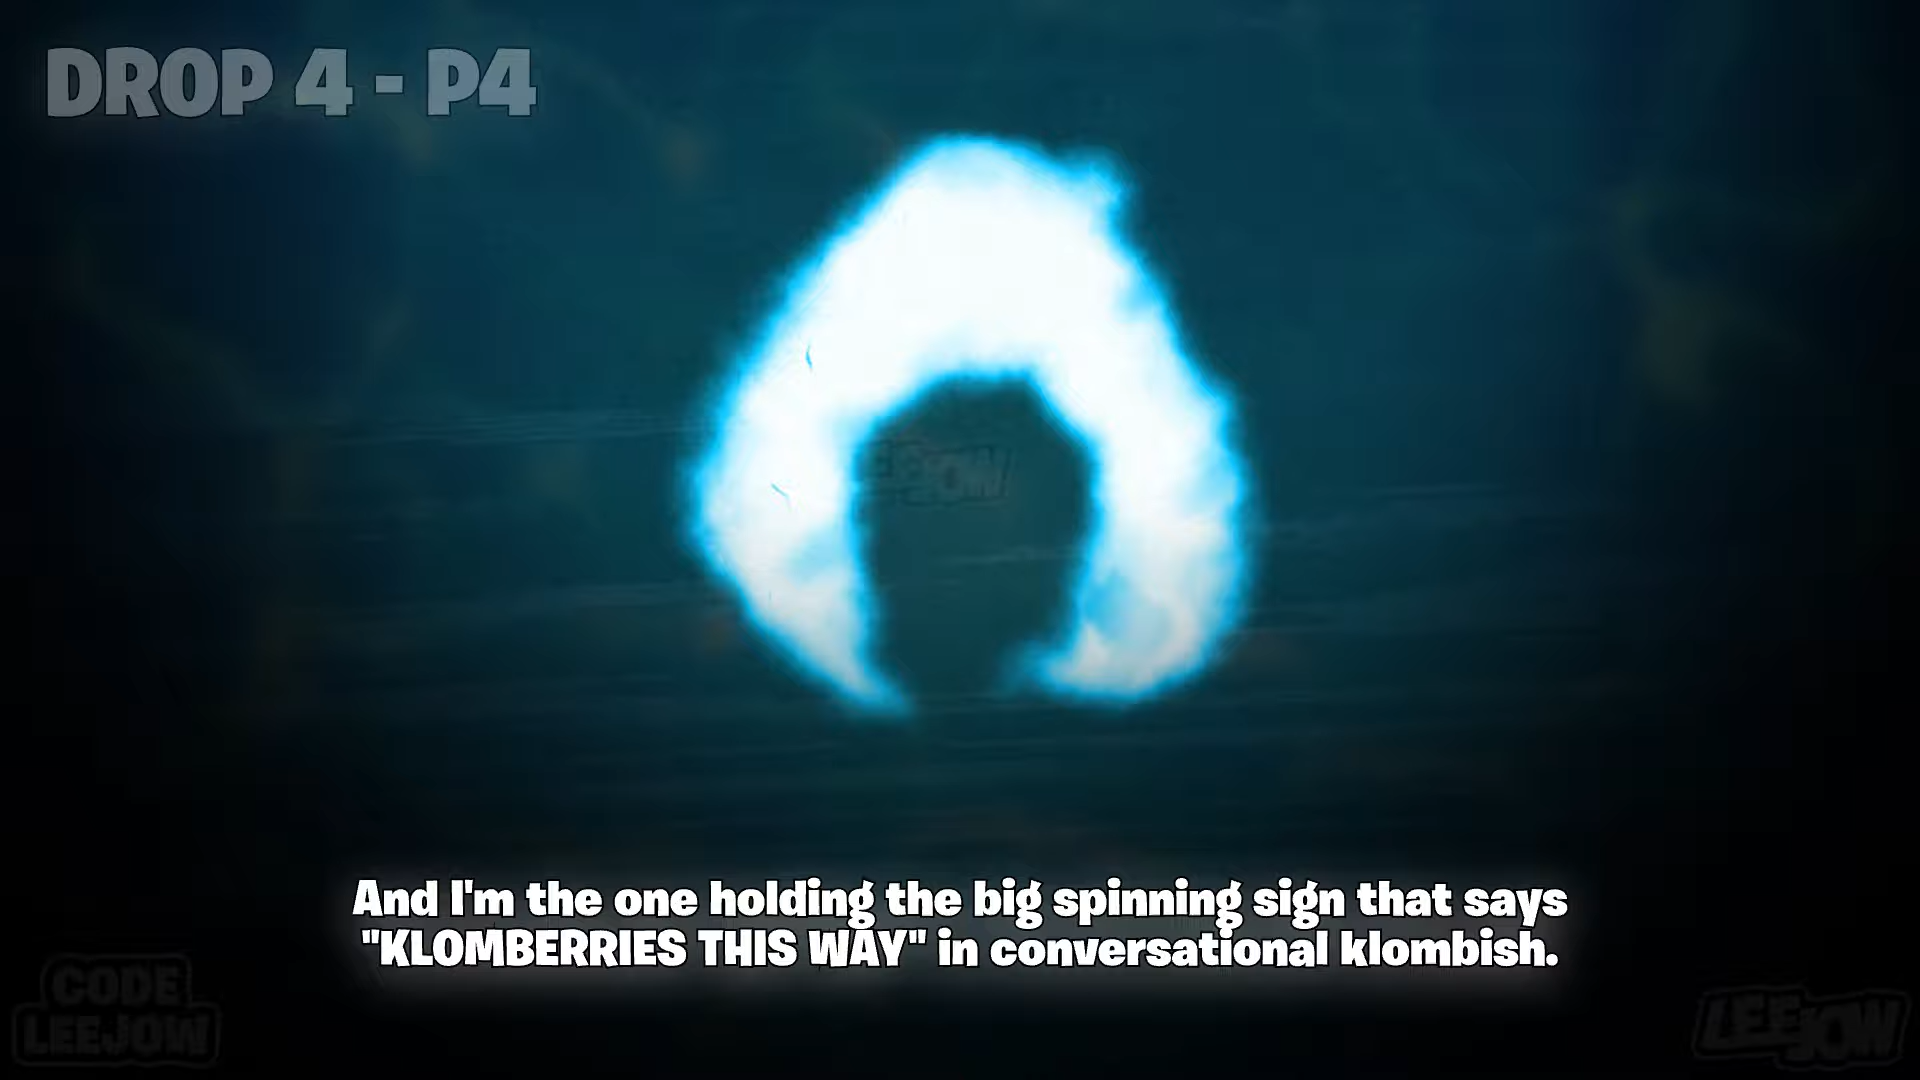 DROP 4 - P4
LEEJOW
And I'm the one holding the big spinning sign that says
"KLOMBERRIES THIS WAY" in conversational klombish.
CODE
LEEJOW
LEEJOW